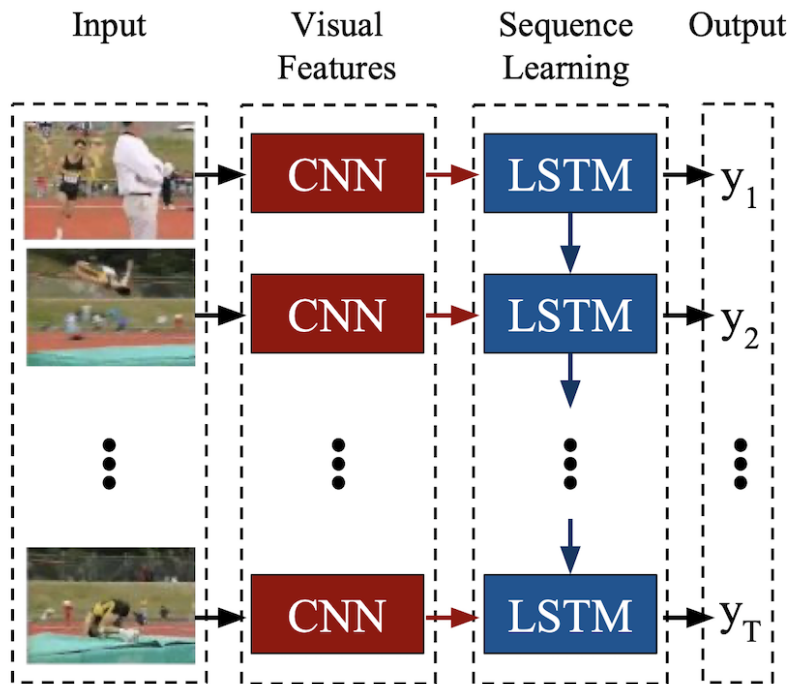 Input
Visual
Features
Sequence
Learning
Output
CNN
LSTM
y1
CNN
LSTM
y2
CNN
LSTM
yT